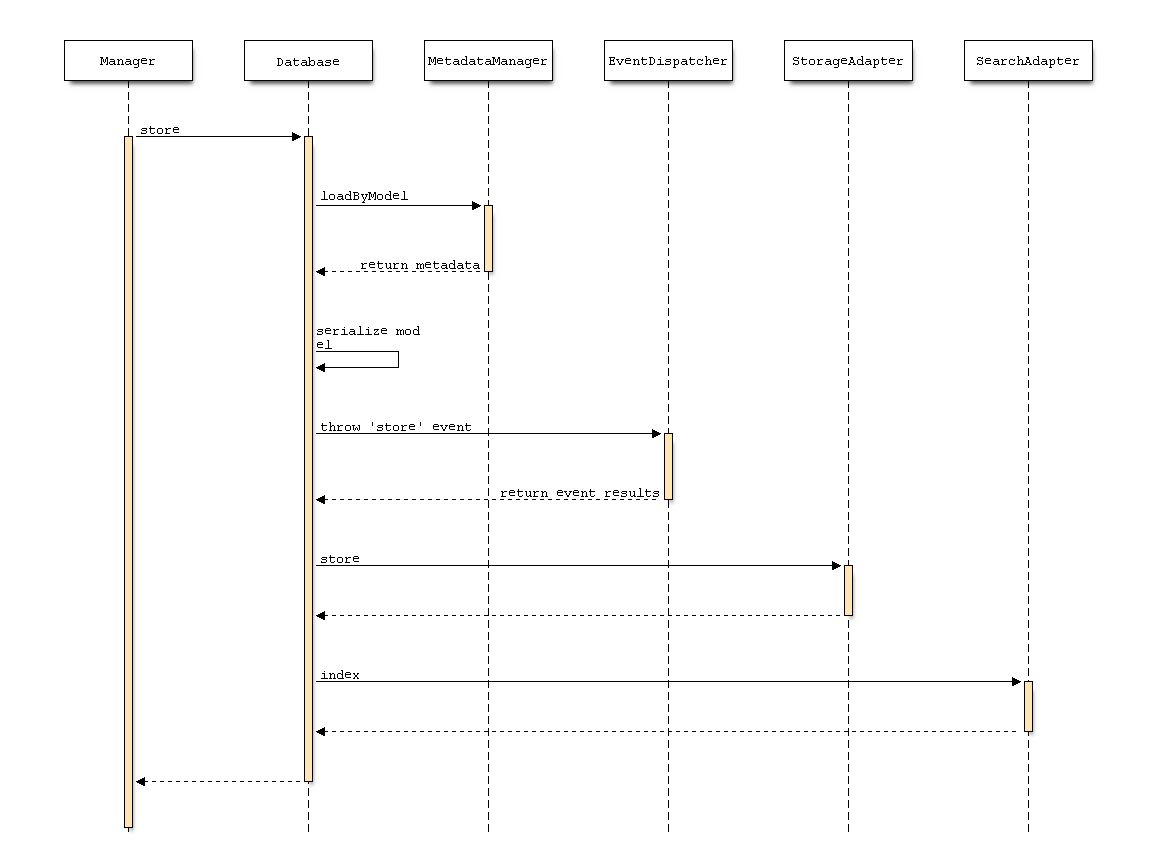 Manager
Database
MetadataManager
EventDispatcher
StorageAdapter
SearchAdapter
store
loadByModel
return metadata
serialize mod
el
throw 'store' event
return event results
store
index